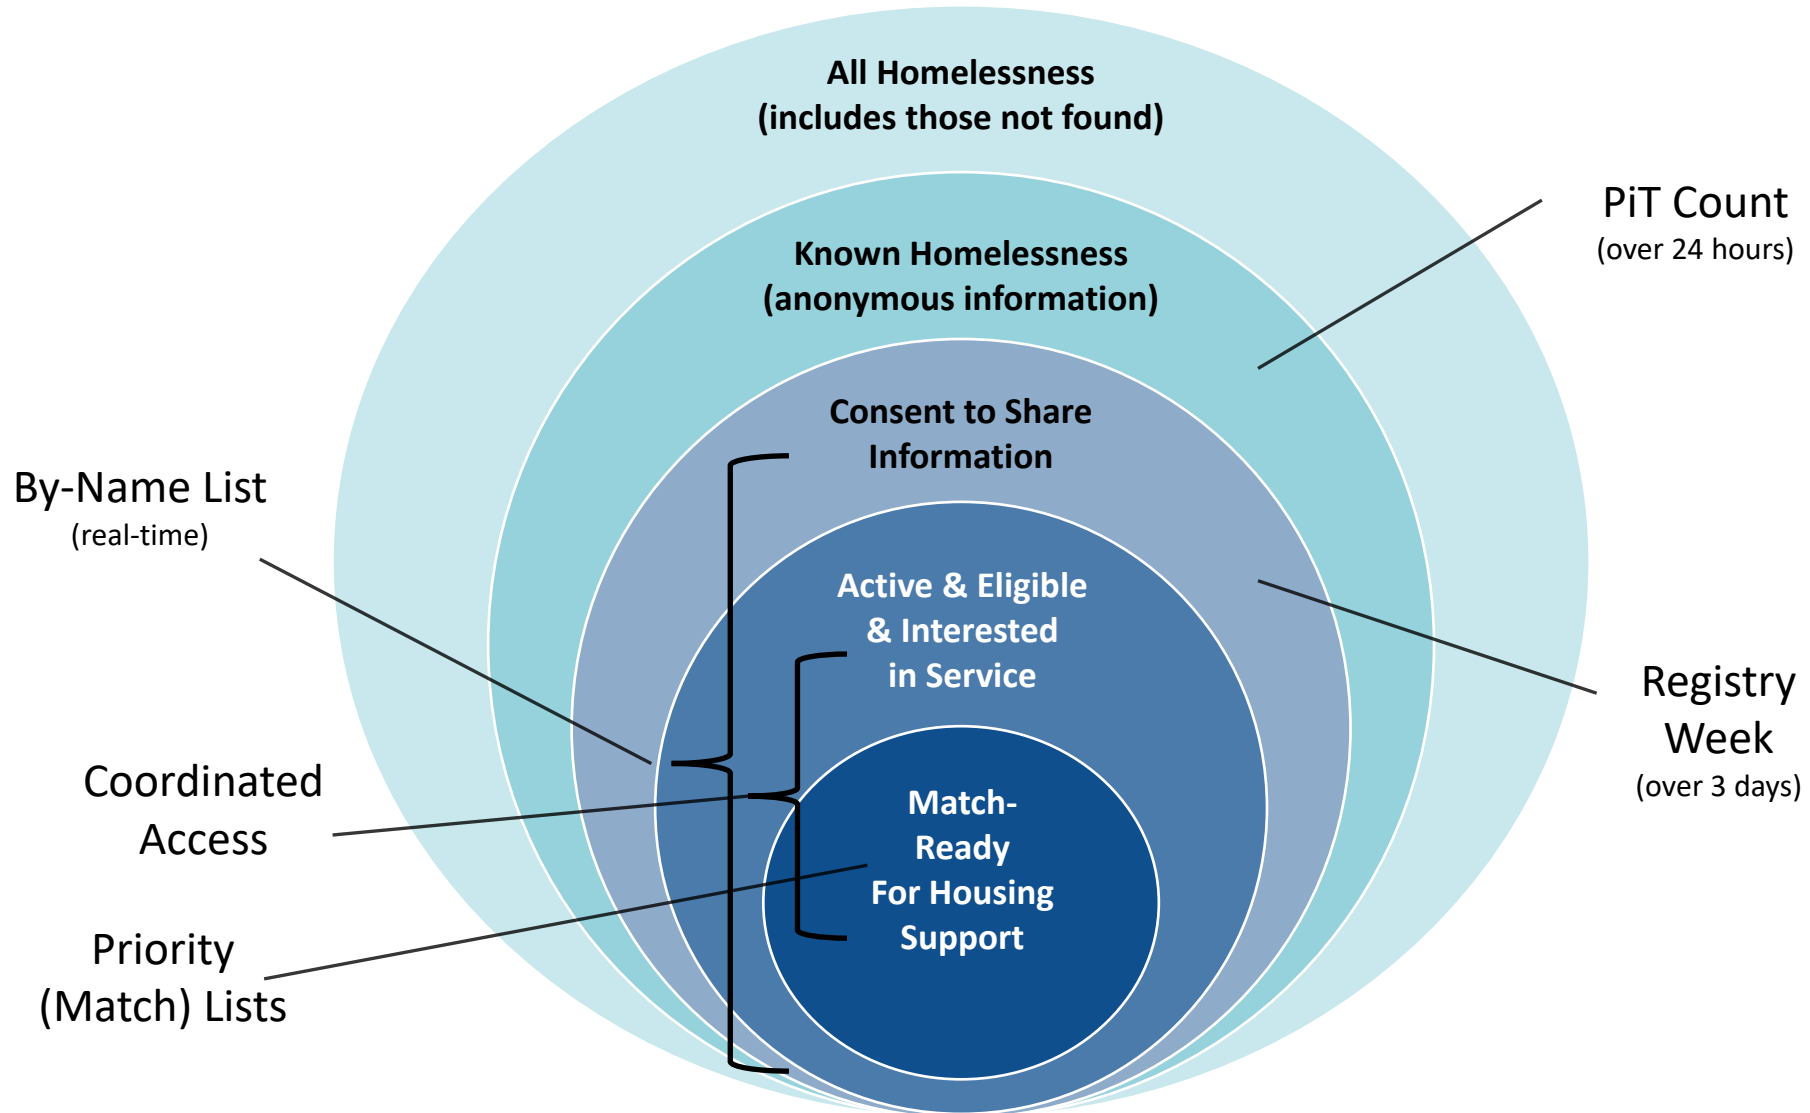 All Homelessness
(includes those not found)
Known Homelessness
(anonymous information)
Consent to Share
Information
Active & Eligible
& Interested
in Service
Match-
Ready
For Housing
Support
By-Name List
(real-time)
Coordinated
Access
Priority
(Match) Lists
PiT Count
(over 24 hours)
Registry
Week
(over 3 days)